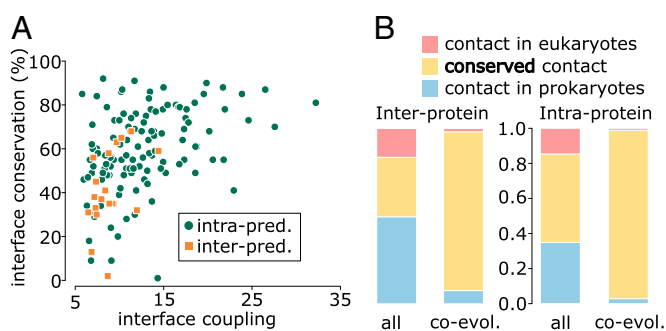 A
interface conservation (%)
100
80
60
40
20
0
5
15
25
35
interface coupling
intra-pred.
inter-pred.
B
contact in eukaryotes
conserved contact
contact in prokaryotes
Inter-protein
Intra-protein
1.0
0.8
0.6
0.4
0.2
0.0
all
co-evol.
all
co-evol.